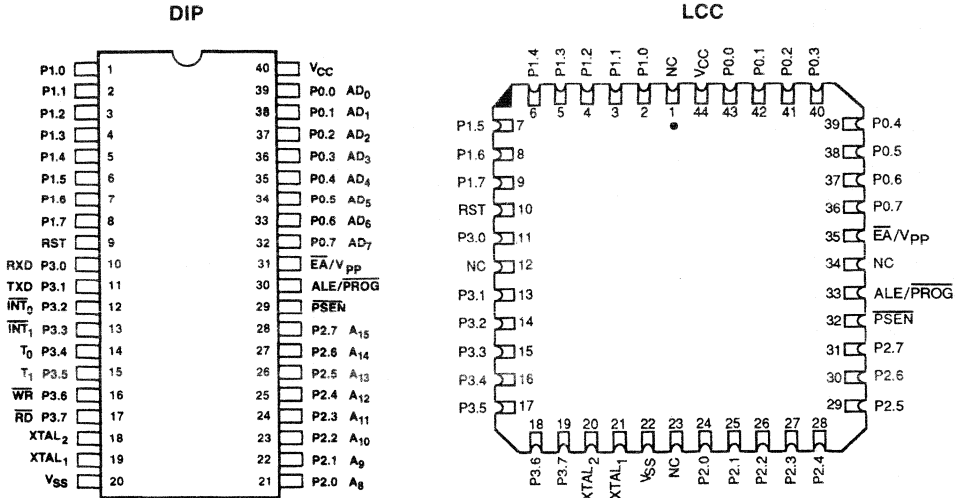 DIP
P1.0 1 40 VCC
P1.1 2 39 P0.0 AD0
P1.2 3 38 P0.1 AD1
P1.3 4 37 P0.2 AD2
P1.4 5 36 P0.3 AD3
P1.5 6 35 P0.4 AD4
P1.6 7 34 P0.5 AD5
P1.7 8 33 P0.6 AD6
RST 9 32 P0.7 AD7
RXD P3.0 10 31 E̅A̅/VPP
TXD P3.1 11 30 ALE/P̅R̅O̅G̅
I̅N̅T̅0 P3.2 12 29 P̅S̅E̅N̅
I̅N̅T̅1 P3.3 13 28 P2.7 A15
T0 P3.4 14 27 P2.6 A14
T1 P3.5 15 26 P2.5 A13
W̅R̅ P3.6 16 25 P2.4 A12
R̅D̅ P3.7 17 24 P2.3 A11
XTAL2 18 23 P2.2 A10
XTAL1 19 22 P2.1 A9
VSS 20 21 P2.0 A8
LCC
P1.4 P1.3 P1.2 P1.1 P1.0 NC VCC P0.0 P0.1 P0.2 P0.3
6 5 4 3 2 1 44 43 42 41 40
P1.5 7 39 P0.4
P1.6 8 38 P0.5
P1.7 9 37 P0.6
RST 10 36 P0.7
P3.0 11 35 E̅A̅/VPP
NC 12 34 NC
P3.1 13 33 ALE/P̅R̅O̅G̅
P3.2 14 32 P̅S̅E̅N̅
P3.3 15 31 P2.7
P3.4 16 30 P2.6
P3.5 17 29 P2.5
18 19 20 21 22 23 24 25 26 27 28
P3.6 P3.7 XTAL2 XTAL1 VSS NC P2.0 P2.1 P2.2 P2.3 P2.4